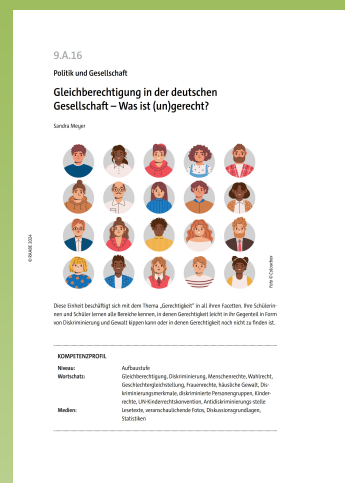 9.A.16
Politik und Gesellschaft
Gleichberechtigung in der deutschen
Gesellschaft – Was ist (un)gerecht?
Sandra Meyer
© RAABE 2024
Foto: © Colourbox
Diese Einheit beschäftigt sich mit dem Thema „Gerechtigkeit“ in all ihren Facetten. Ihre Schülerin-
nen und Schüler lernen alle Bereiche kennen, in denen Gerechtigkeit leicht in ihr Gegenteil in Form
von Diskriminierung und Gewalt kippen kann oder in denen Gerechtigkeit noch nicht zu finden ist.
KOMPETENZPROFIL
Niveau: Aufbaustufe
Wortschatz: Gleichberechtigung, Diskriminierung, Menschenrechte, Wahlrecht,
Geschlechtergleichstellung, Frauenrechte, häusliche Gewalt, Dis-
kriminierungsmerkmale, diskriminierte Personengruppen, Kinder-
rechte, UN-Kinderrechtskonvention, Antidiskriminierungs-stelle
Medien: Lesetexte, veranschaulichende Fotos, Diskussionsgrundlagen,
Statistiken